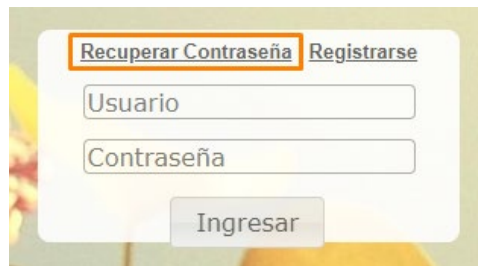 Recuperar Contraseña Registrarse
Usuario
Contraseña
Ingresar